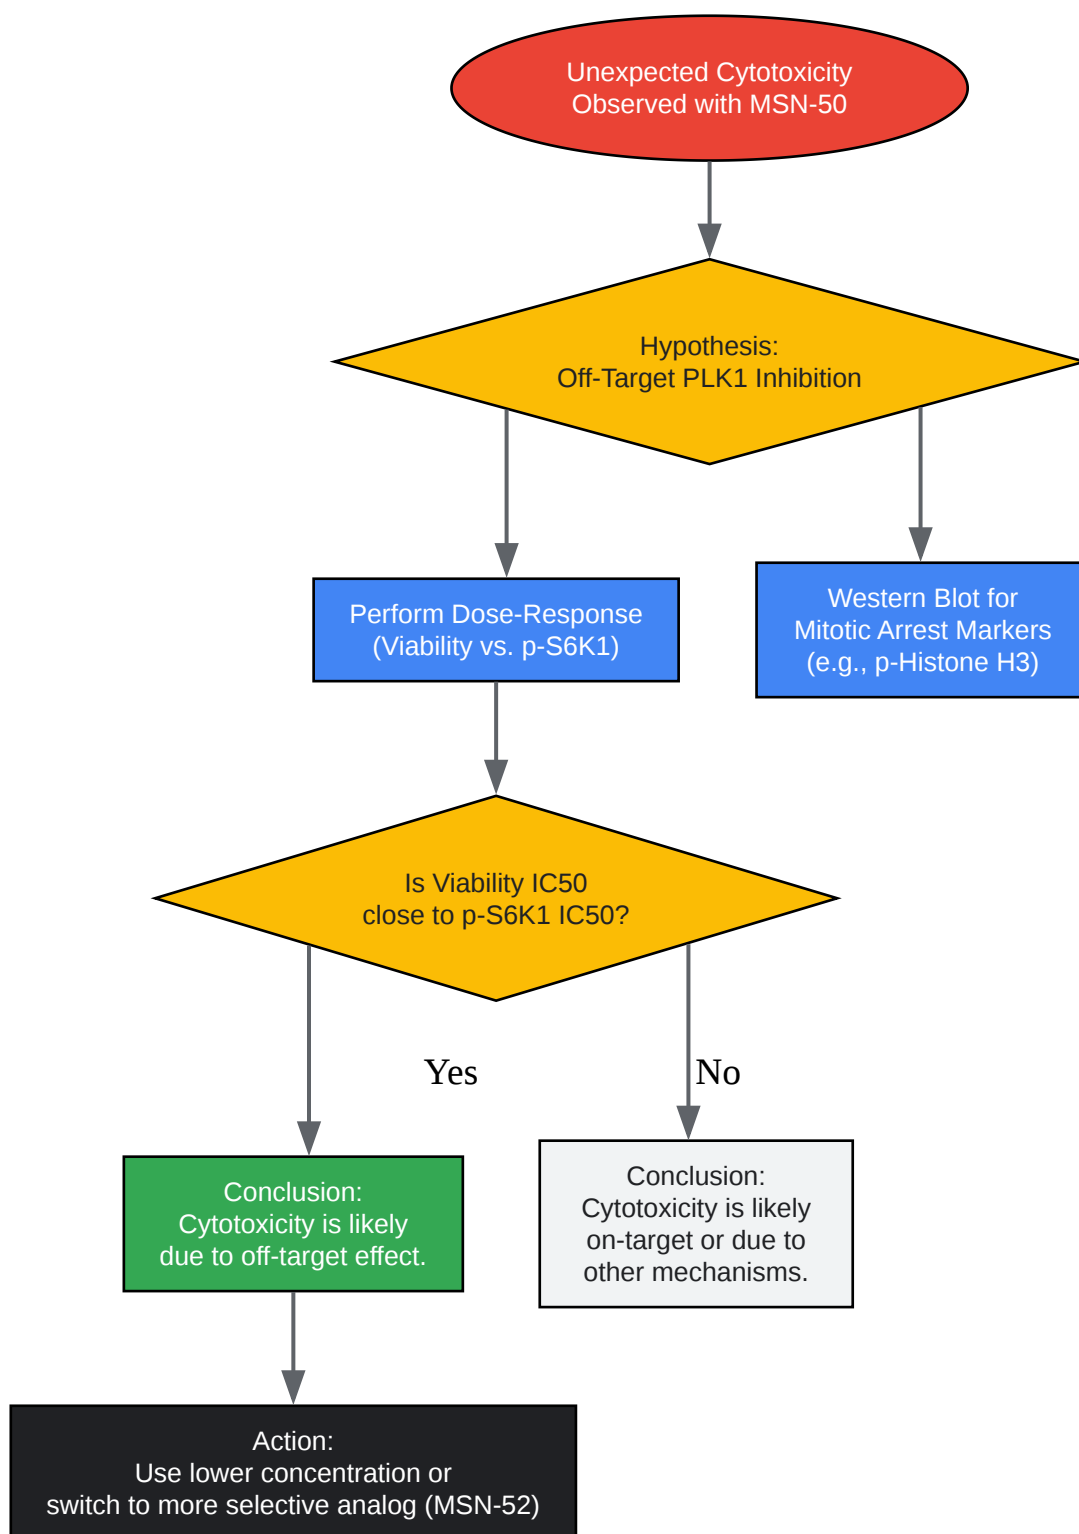 Unexpected Cytotoxicity
Observed with MSN-50
Hypothesis:
Off-Target PLK1 Inhibition
Perform Dose-Response
(Viability vs. p-S6K1)
Western Blot for
Mitotic Arrest Markers
(e.g., p-Histone H3)
Is Viability IC50
close to p-S6K1 IC50?
Yes
No
Conclusion:
Cytotoxicity is likely
due to off-target effect.
Conclusion:
Cytotoxicity is likely
on-target or due to
other mechanisms.
Action:
Use lower concentration or
switch to more selective analog (MSN-52)